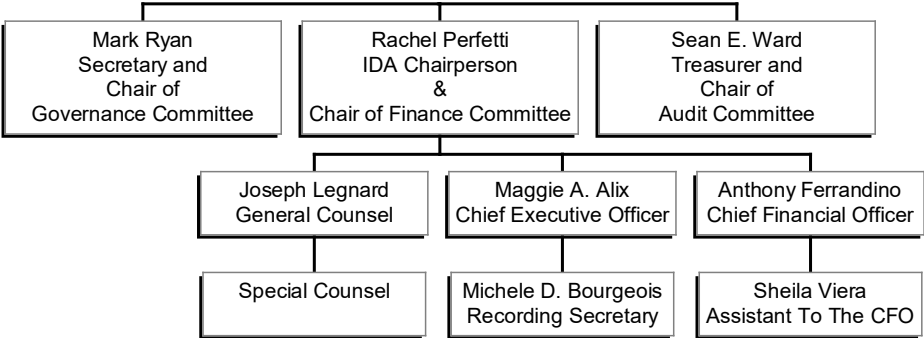 Mark Ryan
Secretary and
Chair of
Governance Committee
Rachel Perfetti
IDA Chairperson
&
Chair of Finance Committee
Sean E. Ward
Treasurer and
Chair of
Audit Committee
Joseph Legnard
General Counsel
Maggie A. Alix
Chief Executive Officer
Anthony Ferrandino
Chief Financial Officer
Special Counsel
Michele D. Bourgeois
Recording Secretary
Sheila Viera
Assistant To The CFO